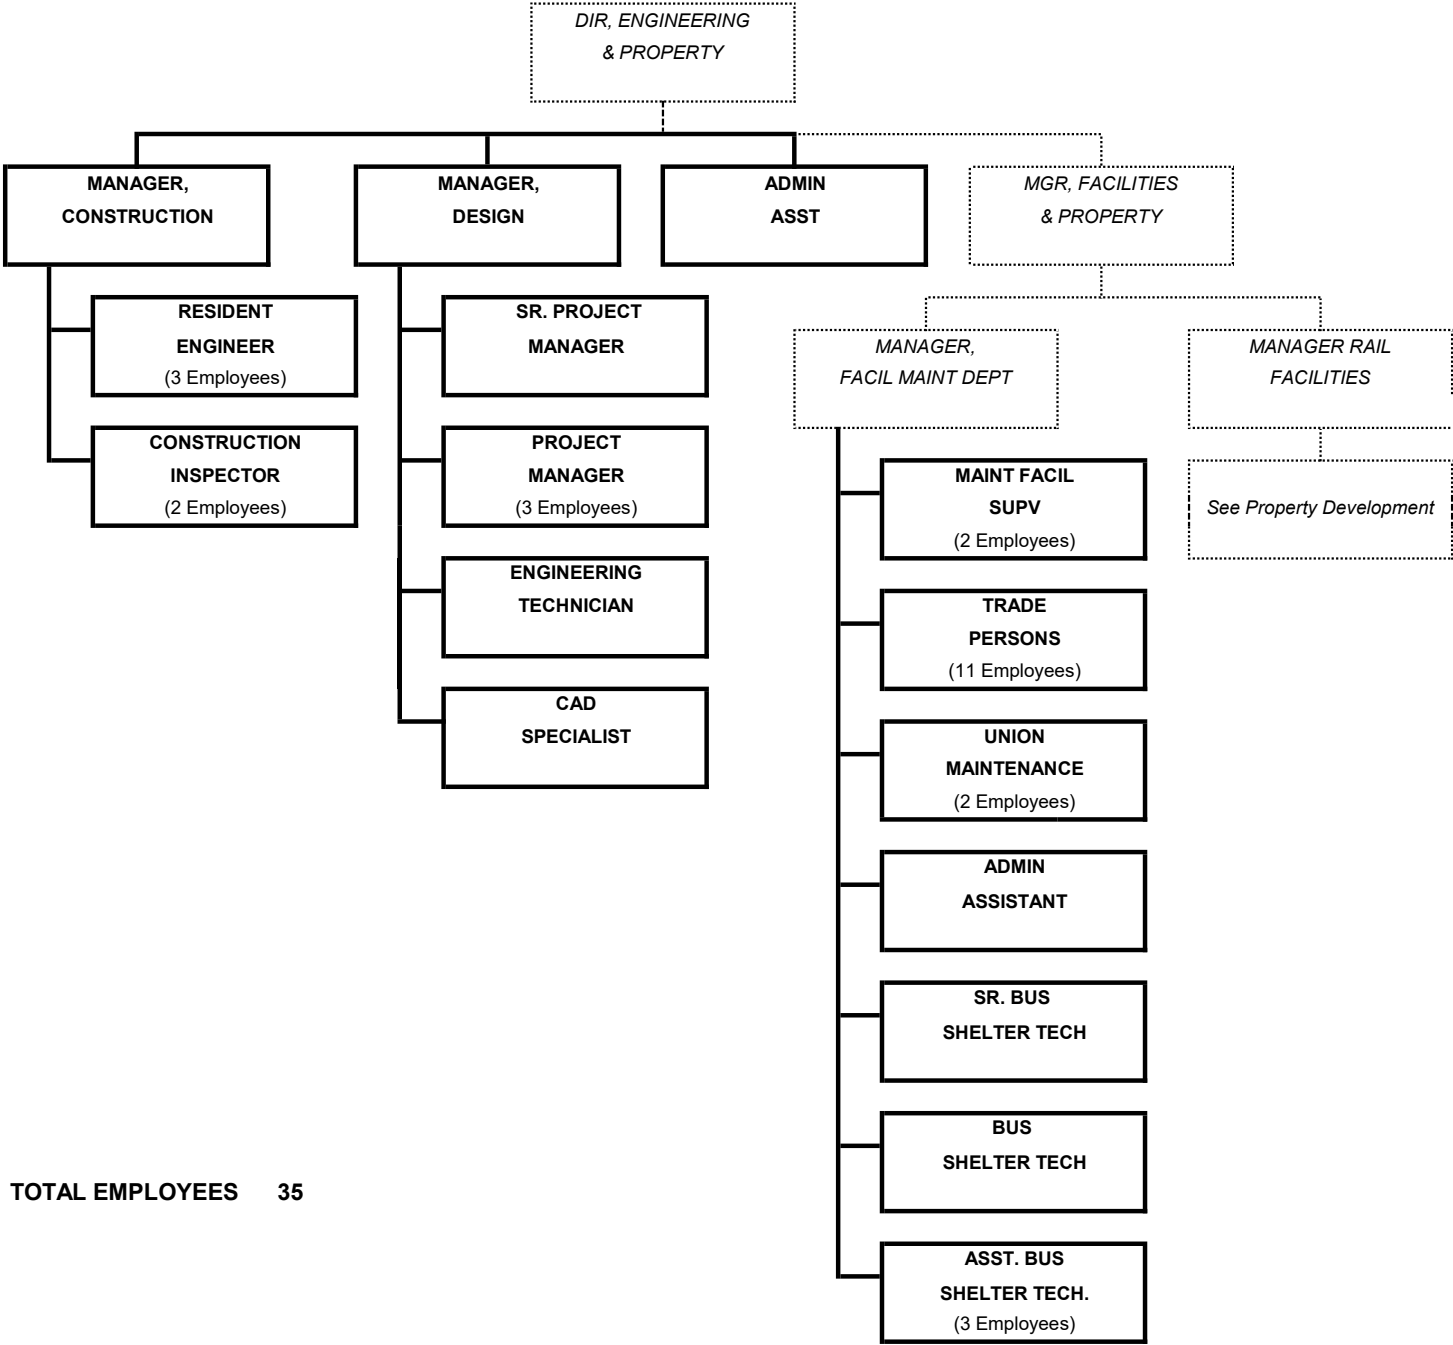 DIR, ENGINEERING
& PROPERTY
MANAGER,
CONSTRUCTION
MANAGER,
DESIGN
ADMIN
ASST
MGR, FACILITIES
& PROPERTY
RESIDENT
ENGINEER
(3 Employees)
CONSTRUCTION
INSPECTOR
(2 Employees)
SR. PROJECT
MANAGER
PROJECT
MANAGER
(3 Employees)
ENGINEERING
TECHNICIAN
CAD
SPECIALIST
MANAGER,
FACIL MAINT DEPT
MANAGER RAIL
FACILITIES
See Property Development
MAINT FACIL
SUPV
(2 Employees)
TRADE
PERSONS
(11 Employees)
UNION
MAINTENANCE
(2 Employees)
ADMIN
ASSISTANT
SR. BUS
SHELTER TECH
BUS
SHELTER TECH
ASST. BUS
SHELTER TECH.
(3 Employees)
TOTAL EMPLOYEES 35